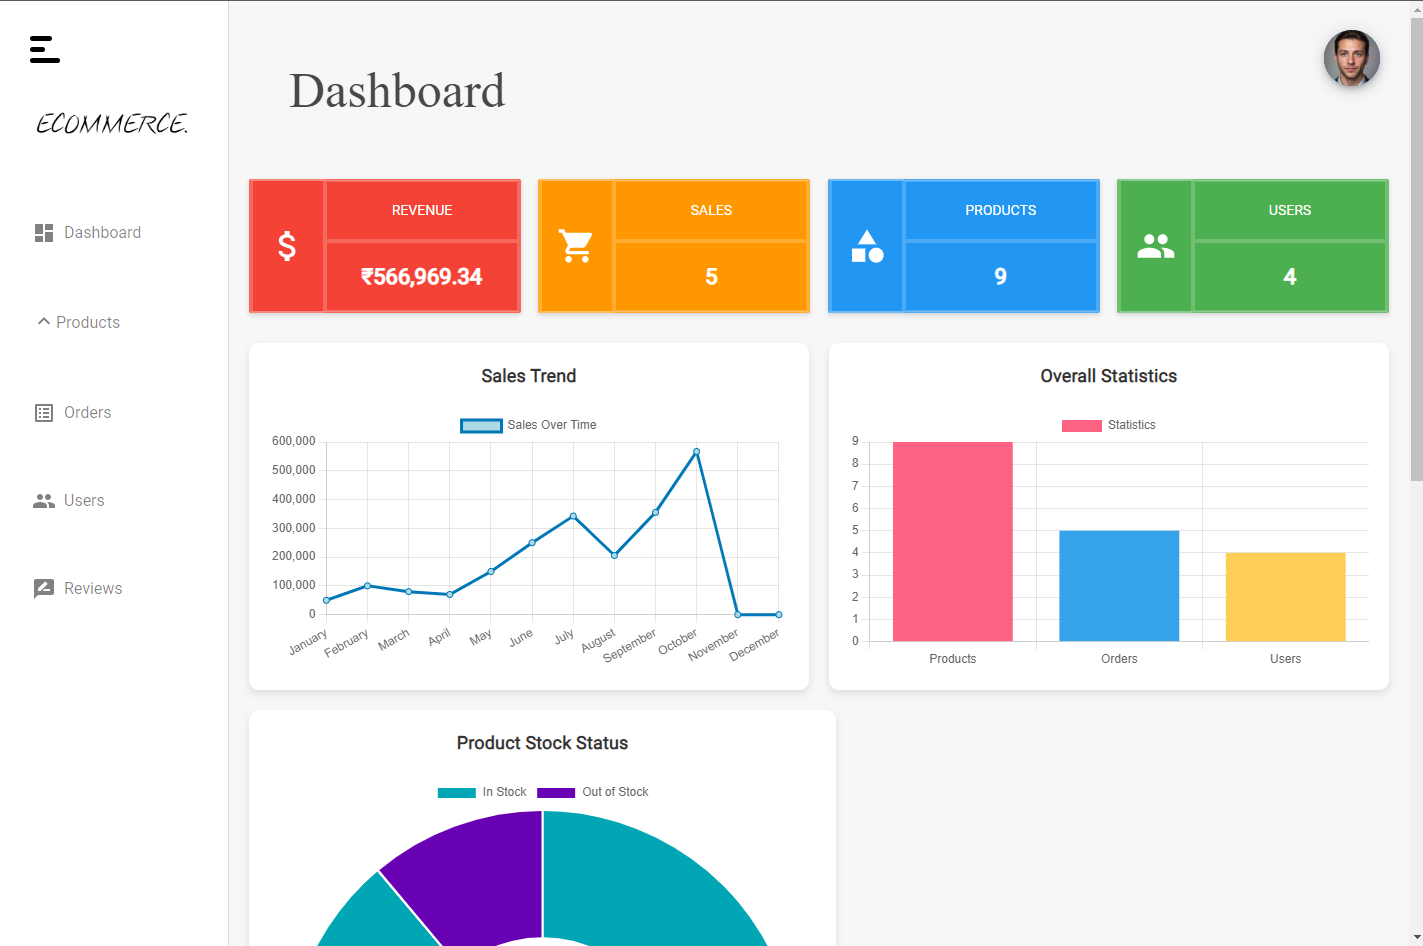 ECOMMERCE.
Dashboard
Products
Orders
Users
Reviews
Dashboard
REVENUE
₹566,969.34
SALES
5
PRODUCTS
9
USERS
4
Sales Trend
Sales Over Time
600,000
500,000
400,000
300,000
200,000
100,000
0
January February March April May June July August September October November December
Overall Statistics
Statistics
9
8
7
6
5
4
3
2
1
0
Products Orders Users
Product Stock Status
In Stock Out of Stock